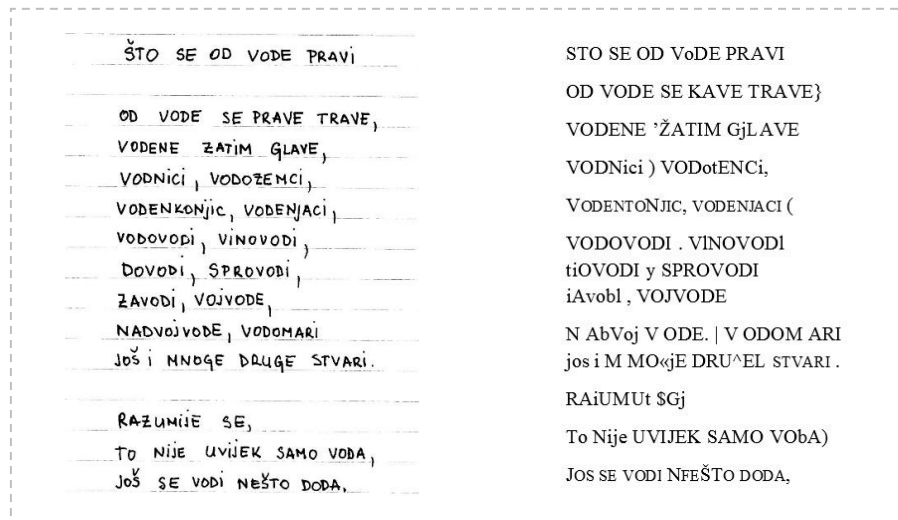 ŠTO SE OD VODE PRAVi
OD VODE SE PRAVE TRAVE,
VODENE ZATiM GLAVE,
VODNiCi, VODOZEMCi,
VODENKONjiC, VODENJACi,
VODOVODi, ViNOVODi,
DOVODi, SPROVODi,
ZAVODi, VOJVODE,
NADVOJVODE, VODOMARi
JOŠ i MNOGE DRUGE STVARi.
RAZUMiJE SE,
TO NiJE UViJEK SAMO VODA,
JOŠ SE VODi NEŠTO DODA.
STO SE OD VoDE PRAVI
OD VODE SE KAVE TRAVE}
VODENE ’ŽATIM GjLAVE
VODNici ) VODotENCi,
VODENTONJIC, VODENJACI (
VODOVODI . VlNOVODl
tiOVODI y SPROVODI
iAvobl , VOJVODE
N AbVoj V ODE. | V ODOM ARI
jos i M MO«jE DRU^EL STVARI .
RAiUMUt $Gj
To Nije UVIJEK SAMO VObA)
JOS SE VODI NFEŠTO DODA,